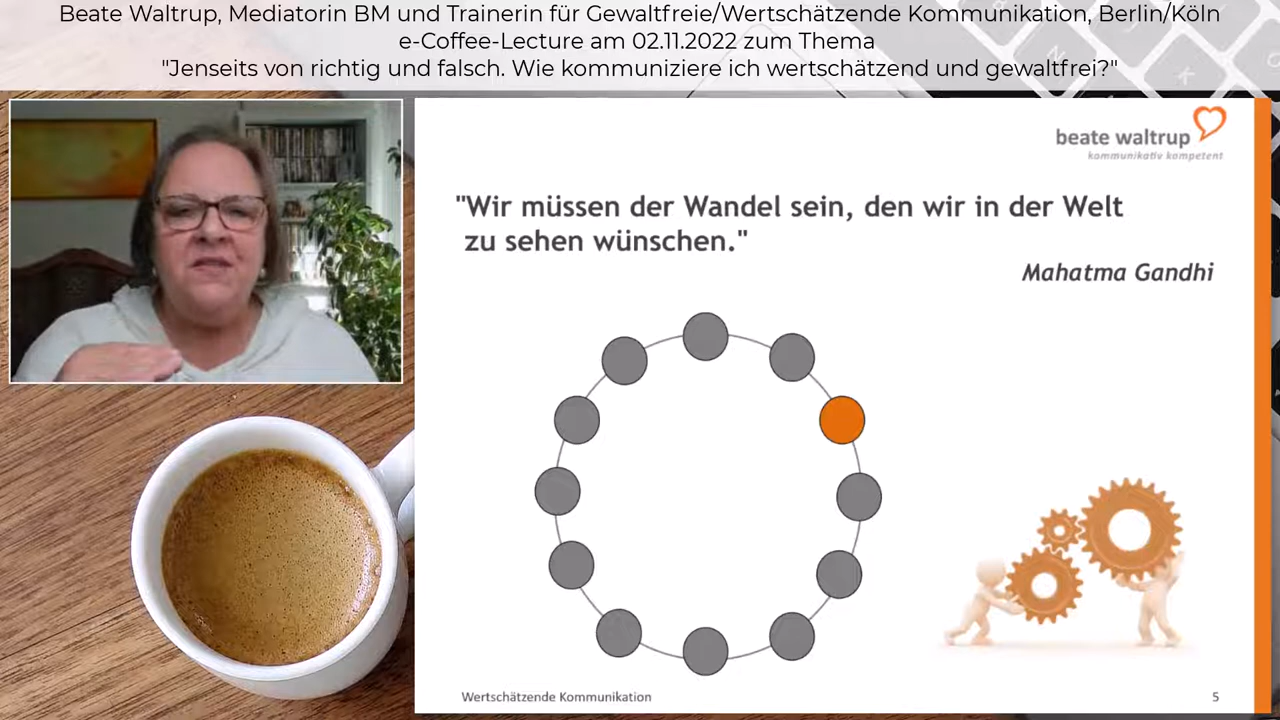 Beate Waltrup, Mediatorin BM und Trainerin für Gewaltfreie/Wertschätzende Kommunikation, Berlin/Köln
e-Coffee-Lecture am 02.11.2022 zum Thema
"Jenseits von richtig und falsch. Wie kommuniziere ich wertschätzend und gewaltfrei?"
beate waltrup
kommunikativ kompetent
"Wir müssen der Wandel sein, den wir in der Welt
zu sehen wünschen."
Mahatma Gandhi
Wertschätzende Kommunikation
5